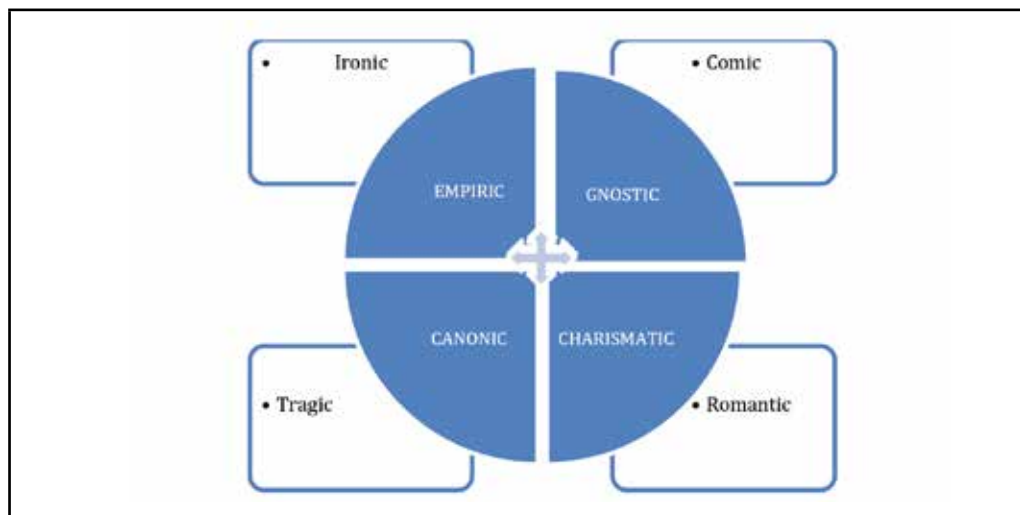 • Ironic
• Comic
EMPIRIC
GNOSTIC
CANONIC
CHARISMATIC
• Tragic
• Romantic